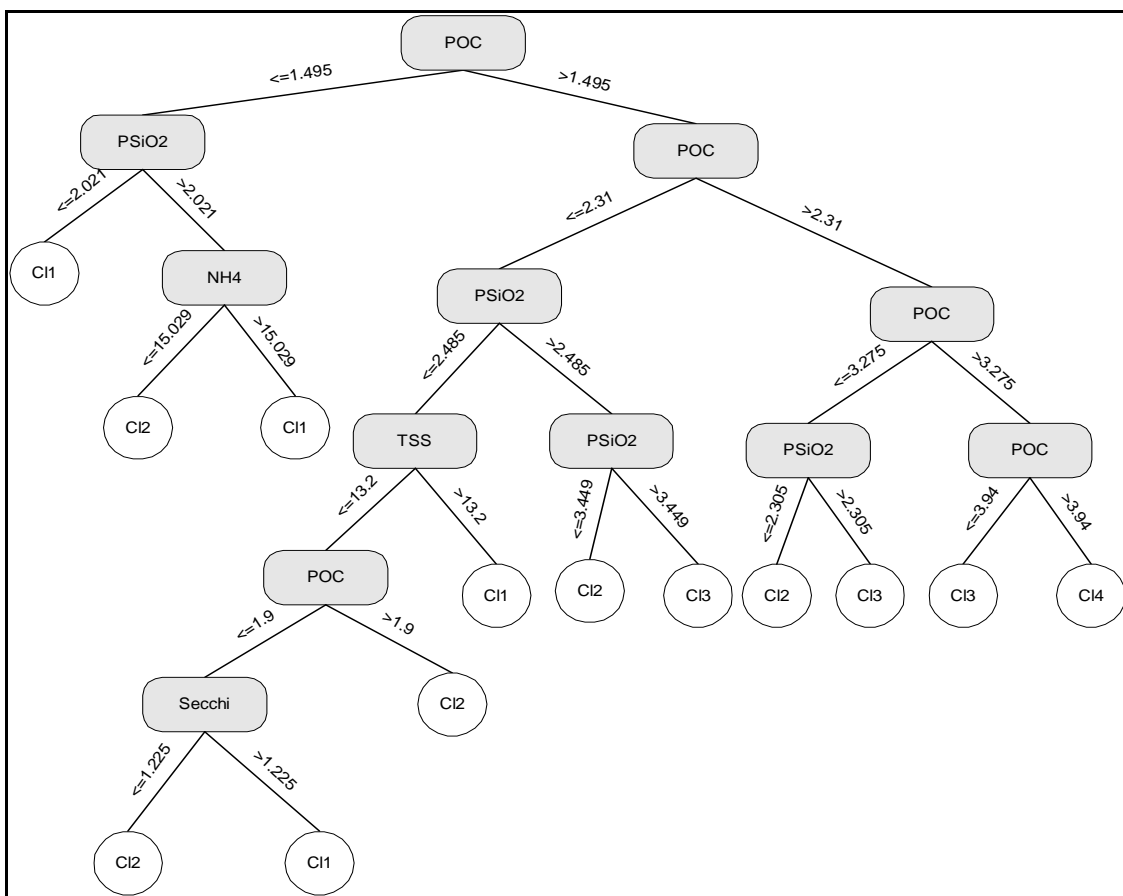 POC
<=1.495
>1.495
PSiO2
POC
<=2.021
>2.021
<=2.31
>2.31
Cl1
NH4
PSiO2
POC
<=15.029
>15.029
<=2.485
>2.485
<=3.275
>3.275
Cl2
Cl1
TSS
PSiO2
PSiO2
POC
<=13.2
>13.2
<=3.449
>3.449
<=2.305
>2.305
<=3.94
>3.94
POC
Cl1
Cl2
Cl3
Cl2
Cl3
Cl3
Cl4
<=1.9
>1.9
Secchi
Cl2
<=1.225
>1.225
Cl2
Cl1